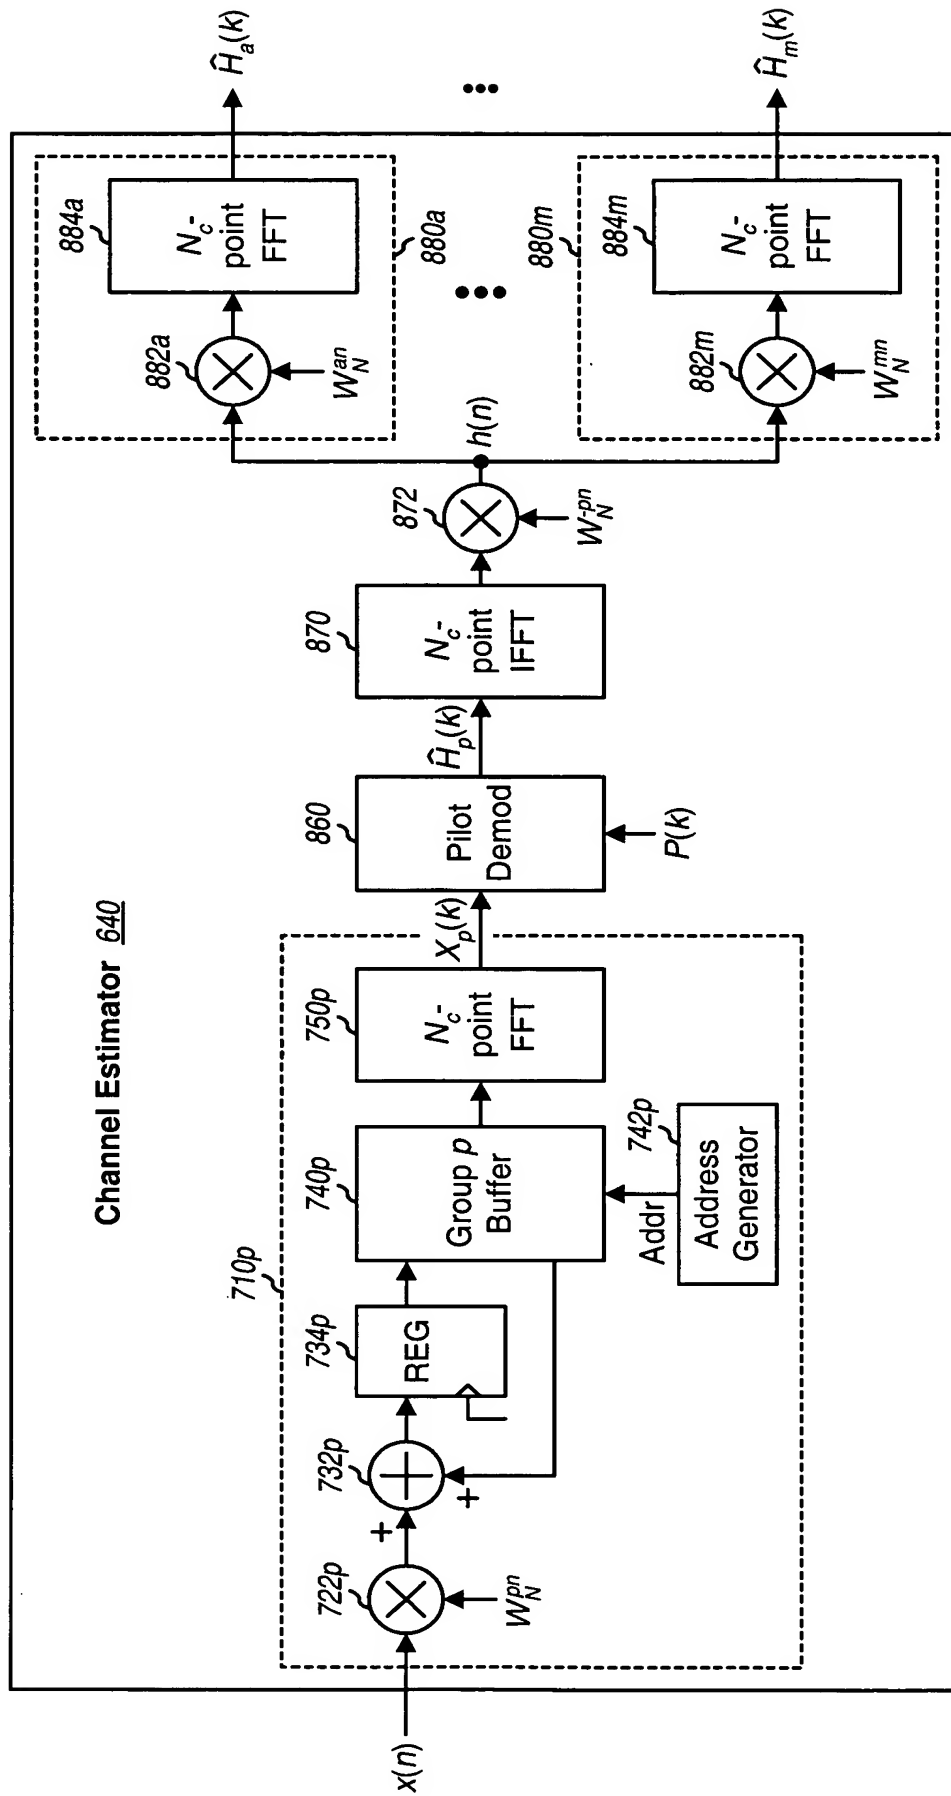 Channel Estimator 640
x(n)
710p
722p
W_N^{pn}
+
732p
+
734p
REG
740p
Group p
Buffer
Addr
742p
Address
Generator
750p
N_c-
point
FFT
X_p(k)
860
Pilot
Demod
P(k)
Ĥ_p(k)
870
N_c-
point
IFFT
872
W_N^{-pn}
h(n)
882a
W_N^{an}
884a
N_c-
point
FFT
880a
Ĥ_a(k)
880m
882m
W_N^{mn}
884m
N_c-
point
FFT
Ĥ_m(k)